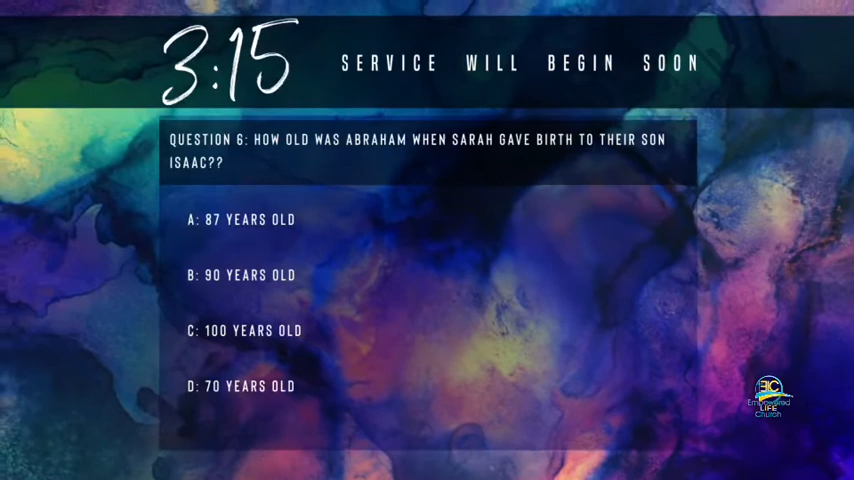 3:15 SERVICE WILL BEGIN SOON
QUESTION 6: HOW OLD WAS ABRAHAM WHEN SARAH GAVE BIRTH TO THEIR SON
ISAAC??
A: 87 YEARS OLD
B: 90 YEARS OLD
C: 100 YEARS OLD
D: 70 YEARS OLD
ELC
Empowered
LIFE
Church